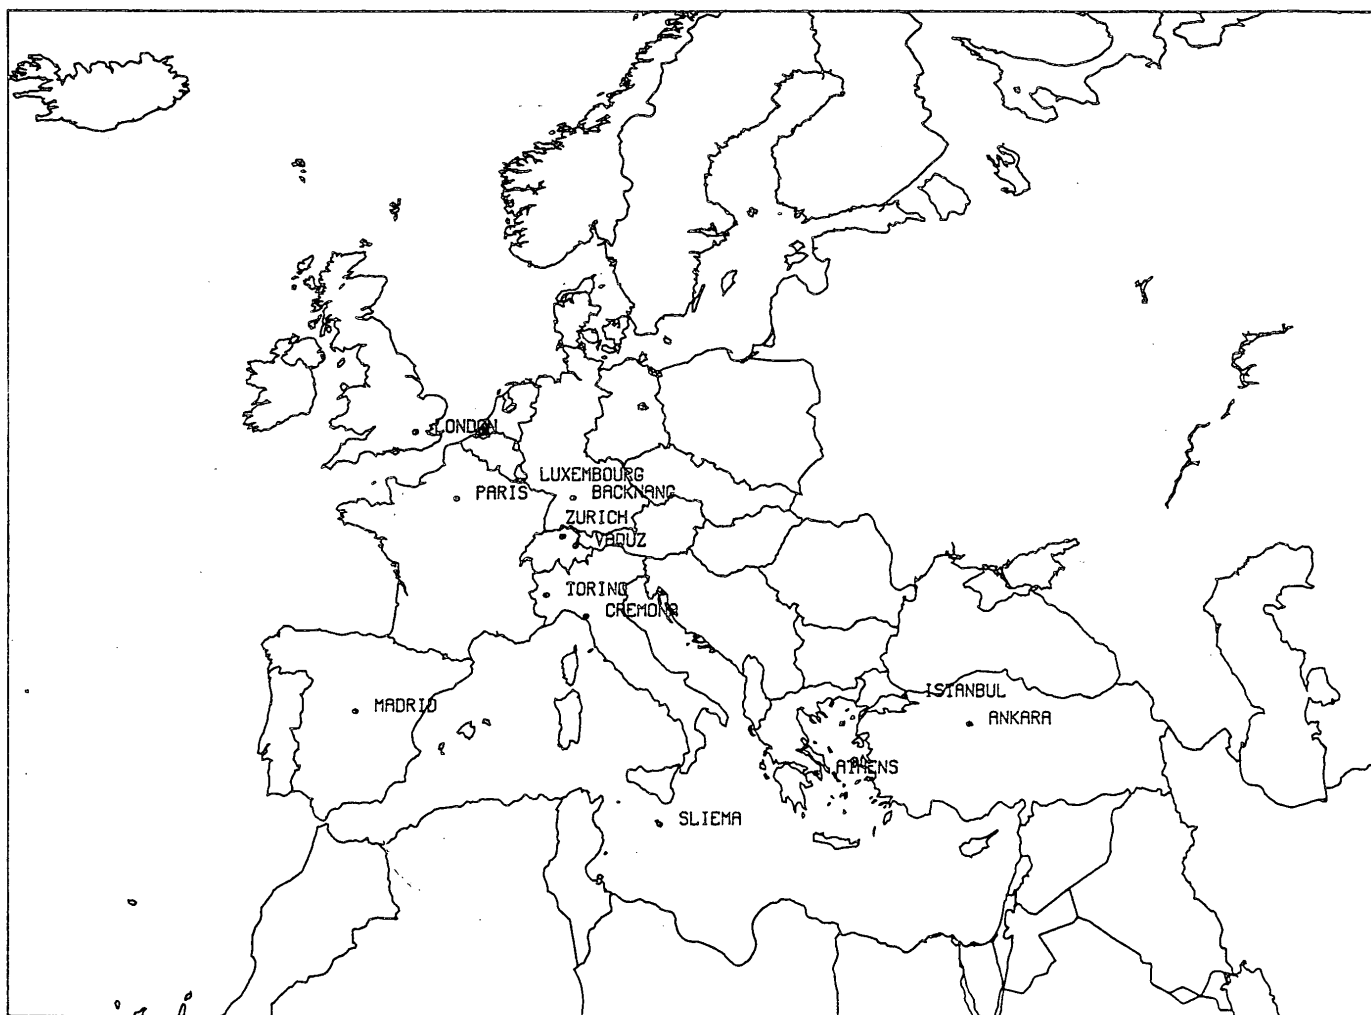 LONDON
LUXEMBOURG
PARIS
BACKNANG
ZURICH
VADUZ
TORINO
CREMONA
ISTANBUL
MADRID
ANKARA
ATHENS
SLIEMA